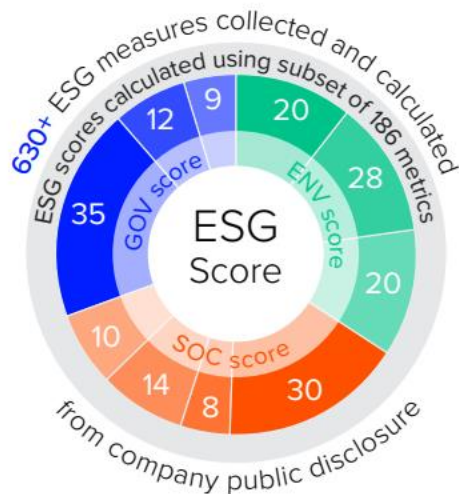 630+ ESG measures collected and calculated
from company public disclosure
ESG scores calculated using subset of 186 metrics
20
28
20
ENV score
30
8
14
10
SOC score
35
12
9
GOV score
ESG
Score